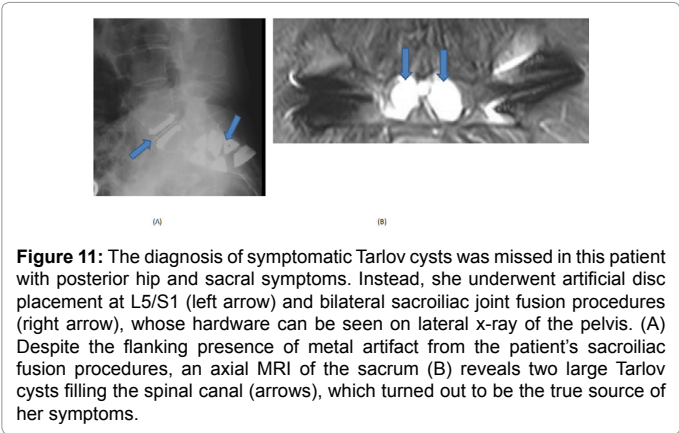 (A)
(B)
Figure 11: The diagnosis of symptomatic Tarlov cysts was missed in this patient
with posterior hip and sacral symptoms. Instead, she underwent artificial disc
placement at L5/S1 (left arrow) and bilateral sacroiliac joint fusion procedures
(right arrow), whose hardware can be seen on lateral x-ray of the pelvis. (A)
Despite the flanking presence of metal artifact from the patient's sacroiliac
fusion procedures, an axial MRI of the sacrum (B) reveals two large Tarlov
cysts filling the spinal canal (arrows), which turned out to be the true source of
her symptoms.